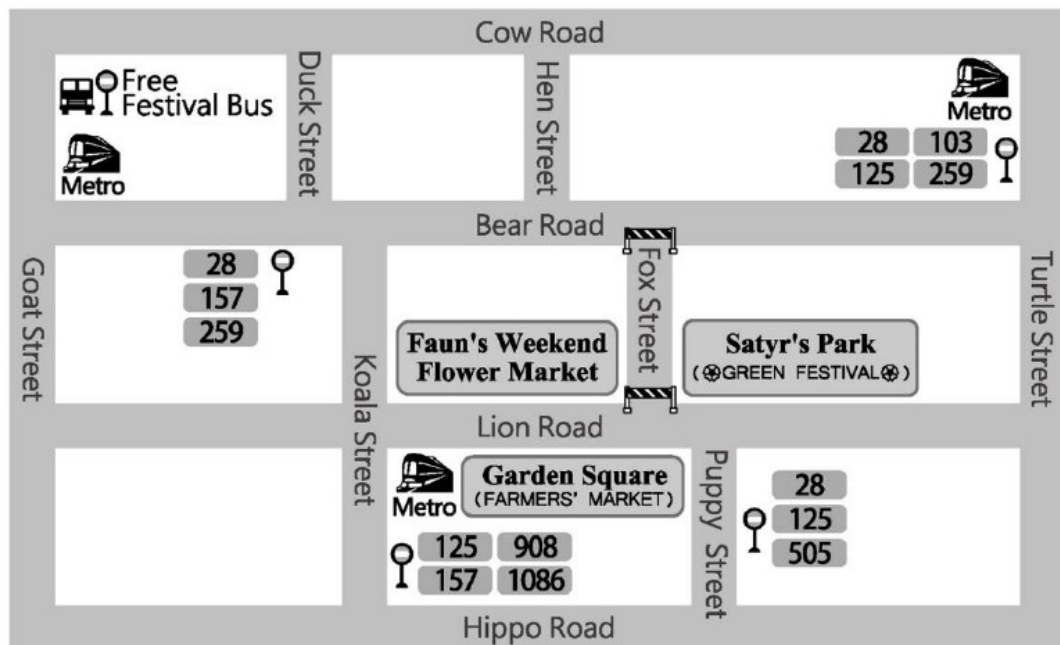 Cow Road
Free
Festival Bus
Metro
Duck Street
Hen Street
Metro
28 103
125 259
Bear Road
Goat Street
28
157
259
Koala Street
Faun's Weekend
Flower Market
Fox Street
Satyr's Park
(GREEN FESTIVAL)
Turtle Street
Lion Road
Metro
Garden Square
(FARMERS' MARKET)
125 908
157 1086
Puppy Street
28
125
505
Hippo Road